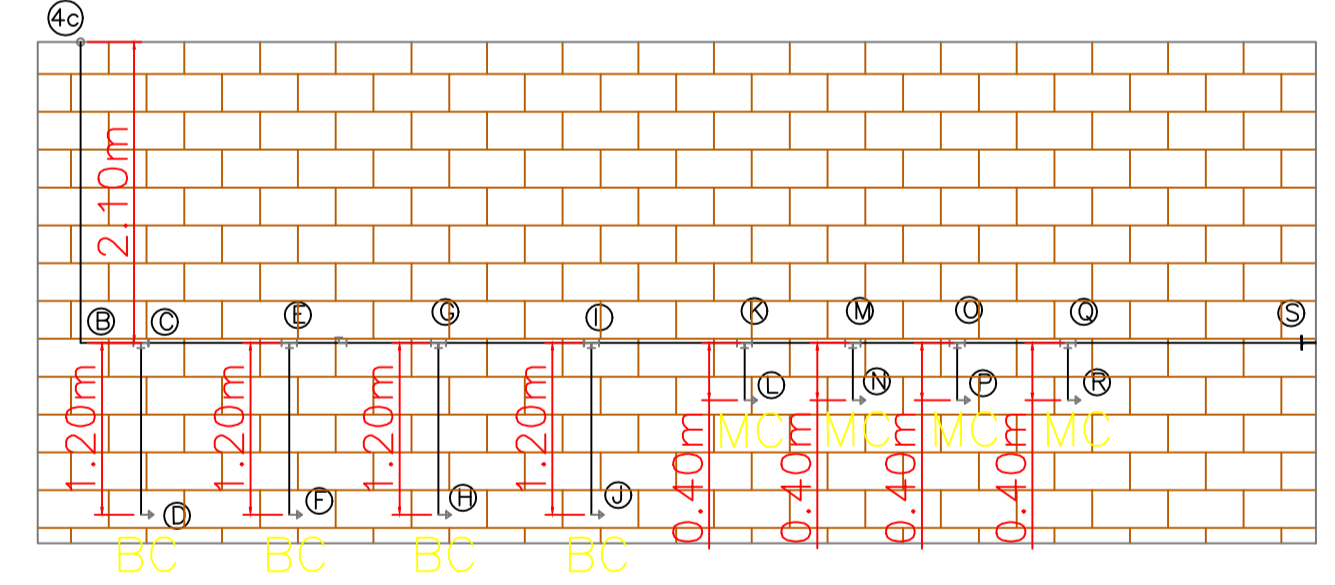 4c
2.10m
B C E G I K M O Q S
1.20m 1.20m 1.20m 1.20m 0.40m 0.40m 0.40m 0.40m
L N P R
MC MC MC MC
D F H J
BC BC BC BC